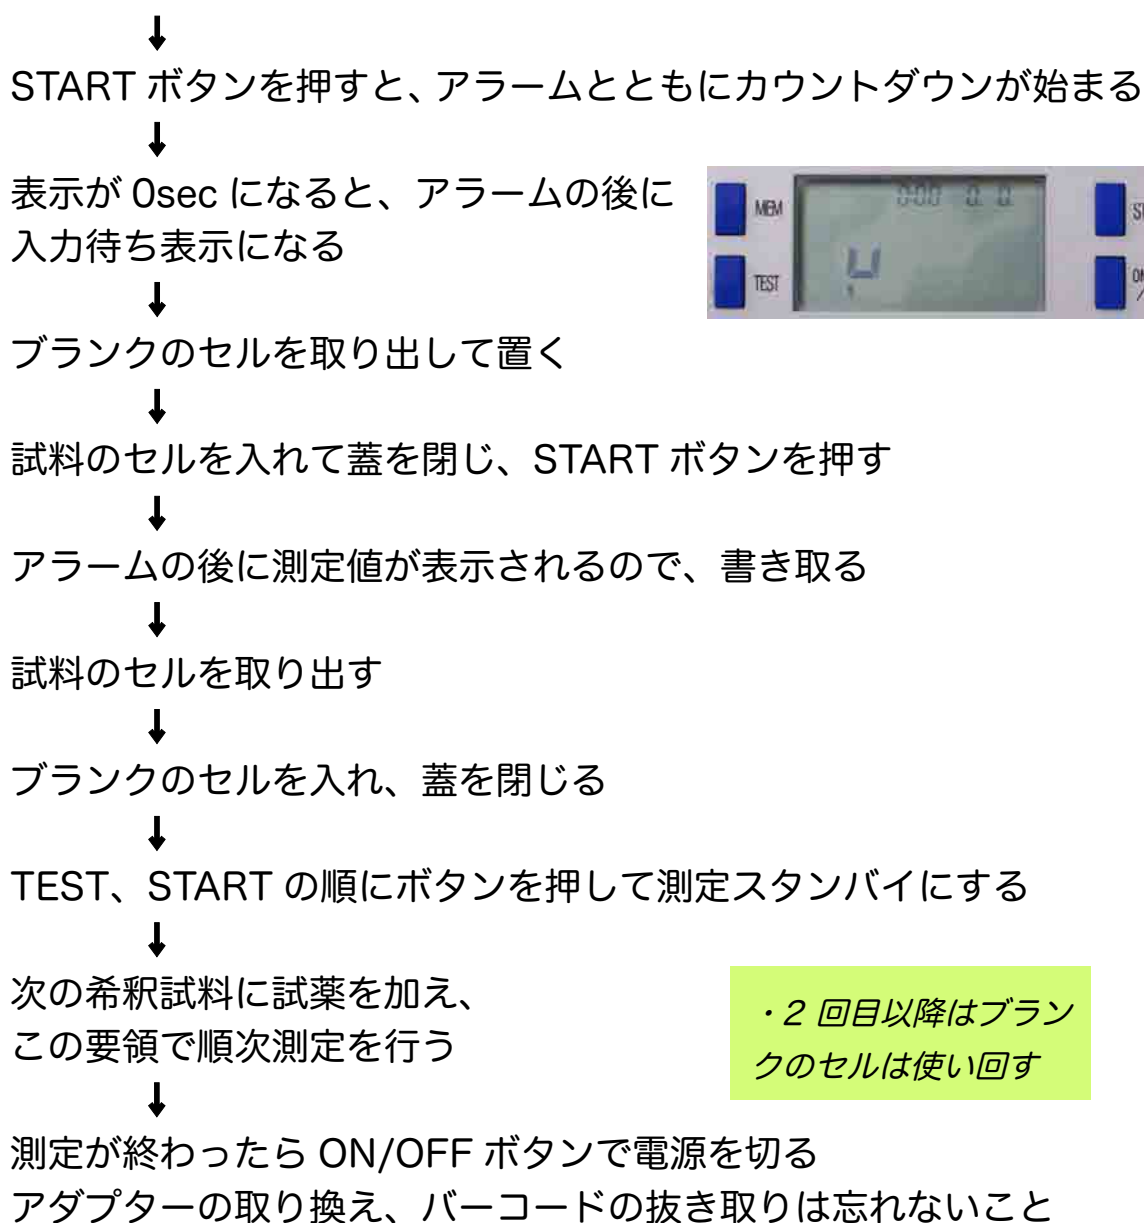 START ボタンを押すと、アラームとともにカウントダウンが始まる
表示が 0sec になると、アラームの後に
入力待ち表示になる
MEM
TEST
ブランクのセルを取り出して置く
試料のセルを入れて蓋を閉じ、START ボタンを押す
アラームの後に測定値が表示されるので、書き取る
試料のセルを取り出す
ブランクのセルを入れ、蓋を閉じる
TEST、START の順にボタンを押して測定スタンバイにする
次の希釈試料に試薬を加え、
この要領で順次測定を行う
・2 回目以降はブラン
クのセルは使い回す
測定が終わったら ON/OFF ボタンで電源を切る
アダプターの取り換え、バーコードの抜き取りは忘れないこと